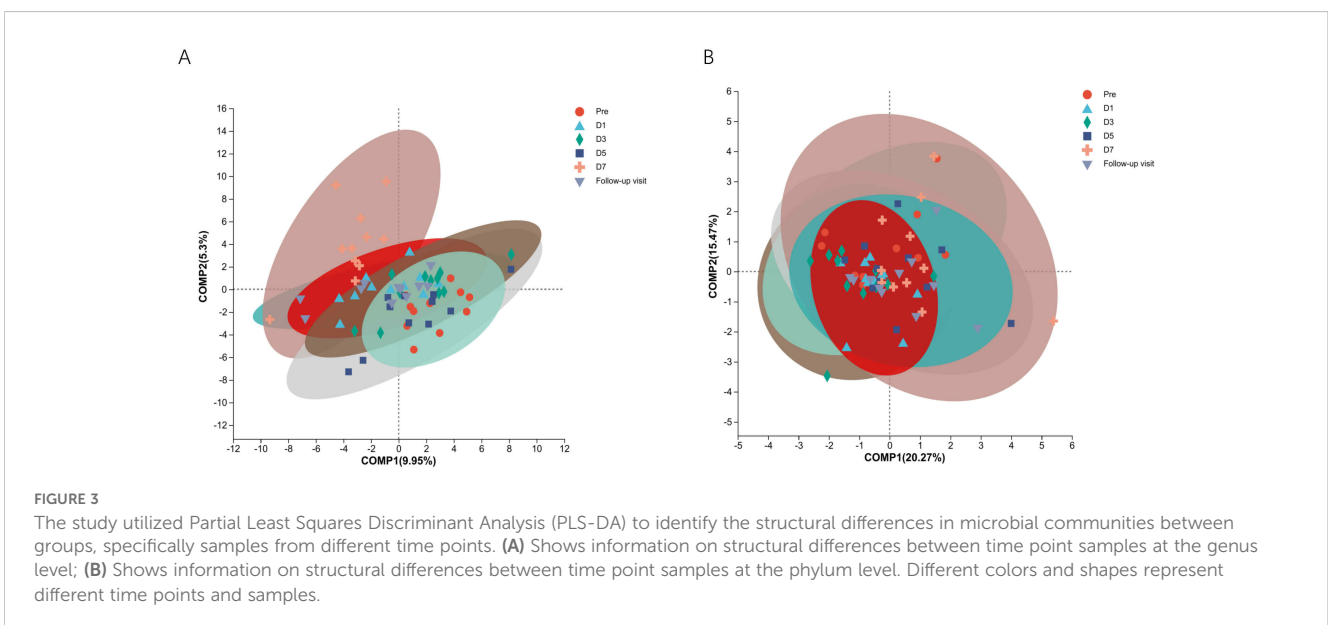 A
B
COMP2(5.3%)
16
14
12
10
8
6
4
2
0
-2
-4
-6
-8
-10
-12
-12 -10 -8 -6 -4 -2 0 2 4 6 8 10 12
COMP1(9.95%)
Pre
D1
D3
D5
D7
Follow-up visit
COMP2(15.47%)
6
5
4
3
2
1
0
-1
-2
-3
-4
-5
-5 -4 -3 -2 -1 0 1 2 3 4 5 6
COMP1(20.27%)
Pre
D1
D3
D5
D7
Follow-up visit
FIGURE 3
The study utilized Partial Least Squares Discriminant Analysis (PLS-DA) to identify the structural differences in microbial communities between
groups, specifically samples from different time points. (A) Shows information on structural differences between time point samples at the genus
level; (B) Shows information on structural differences between time point samples at the phylum level. Different colors and shapes represent
different time points and samples.